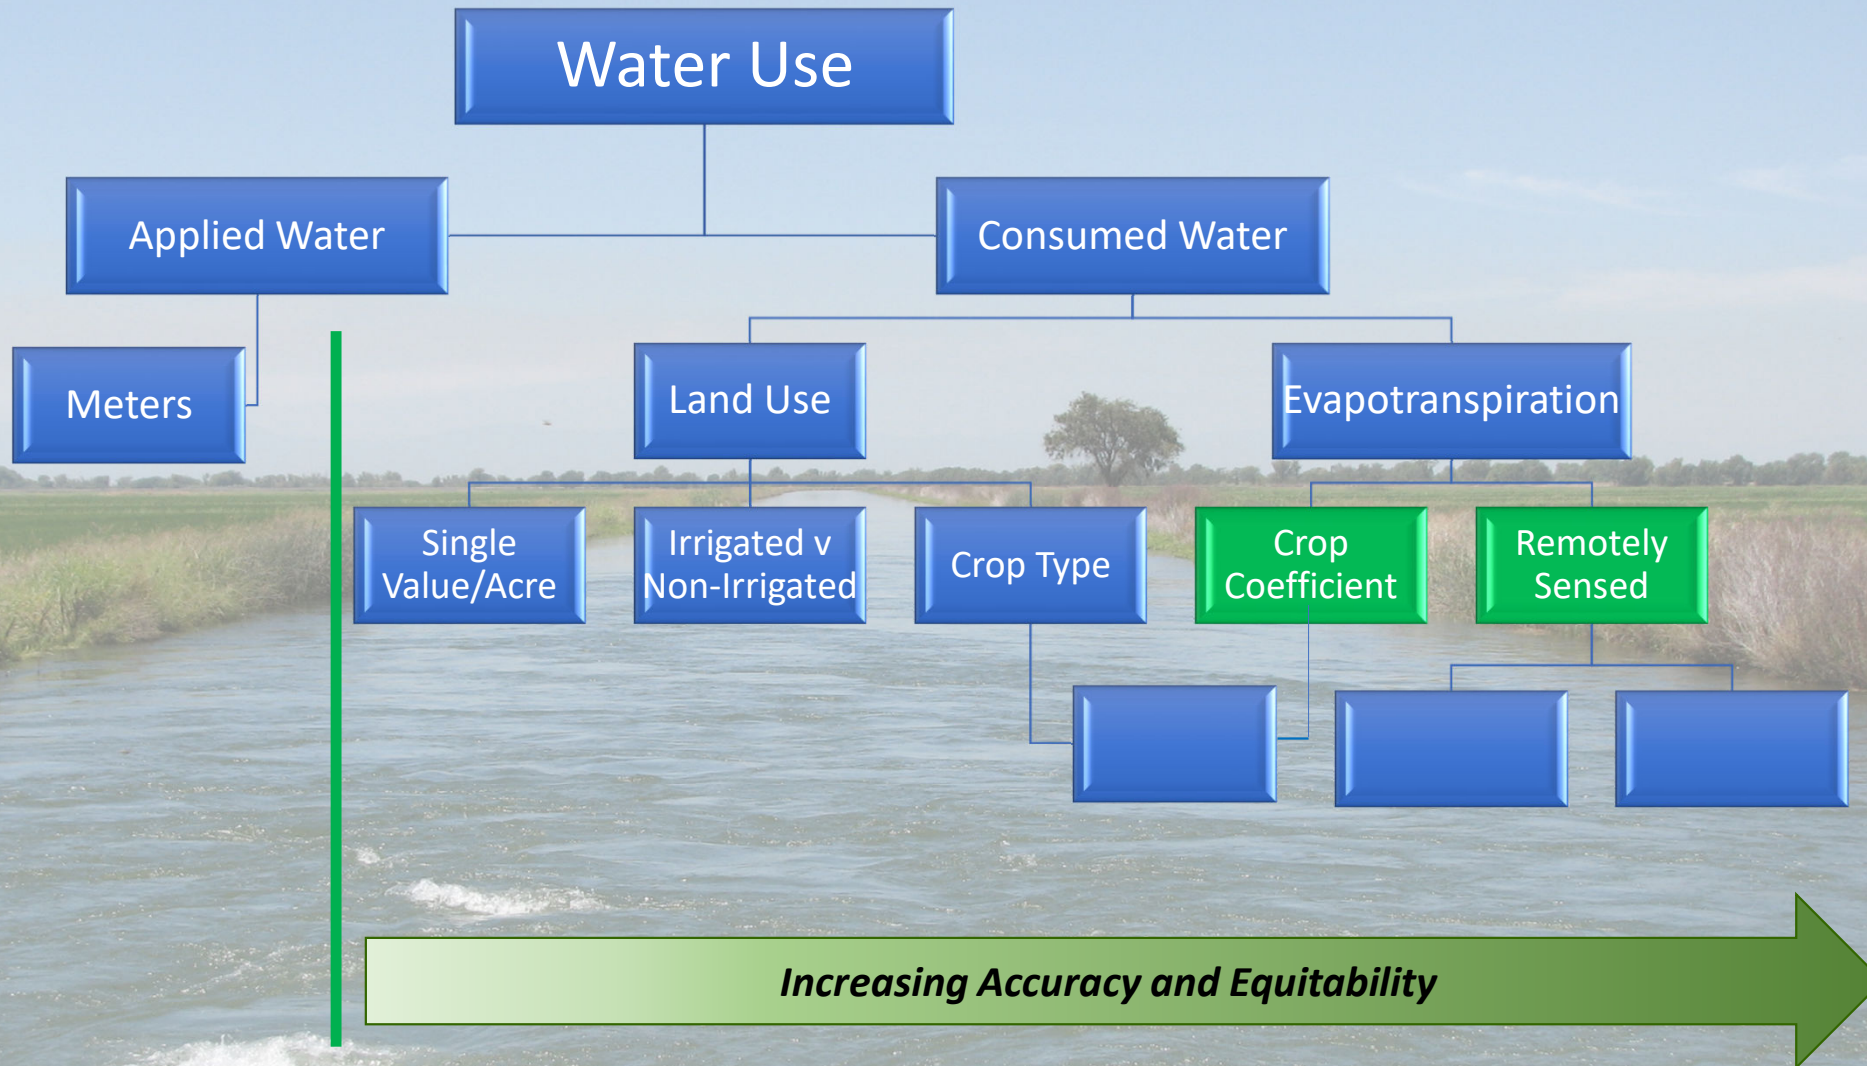 Water Use
Applied Water
Consumed Water
Meters
Land Use
Evapotranspiration
Single
Value/Acre
Irrigated v
Non-Irrigated
Crop Type
Crop
Coefficient
Remotely
Sensed
Increasing Accuracy and Equitability